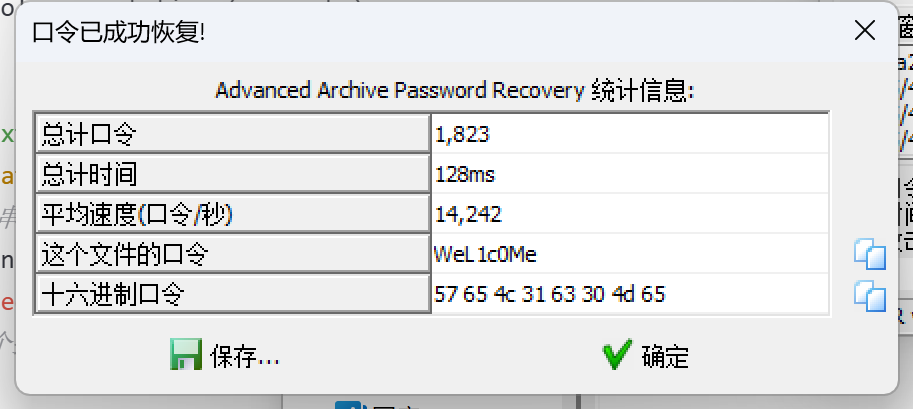 口令已成功恢复!
Advanced Archive Password Recovery 统计信息:
总计口令 1,823
总计时间 128ms
平均速度(口令/秒) 14,242
这个文件的口令 WeL1c0Me
十六进制口令 57 65 4c 31 63 30 4d 65
保存... 确定